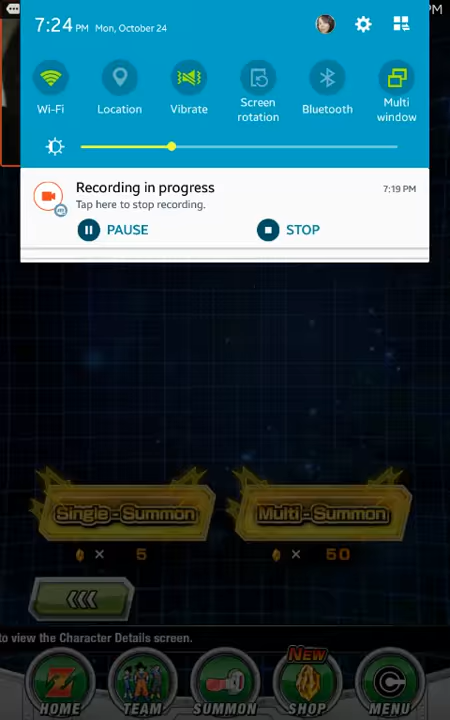 PM
7:24 PM Mon, October 24
Wi-Fi
Location
Vibrate
Screen rotation
Bluetooth
Multi window
Recording in progress
7:19 PM
Tap here to stop recording.
PAUSE
STOP
Single - Summon
Multi - Summon
× 5
× 50
to view the Character Details screen.
New
HOME
TEAM
SUMMON
SHOP
MENU